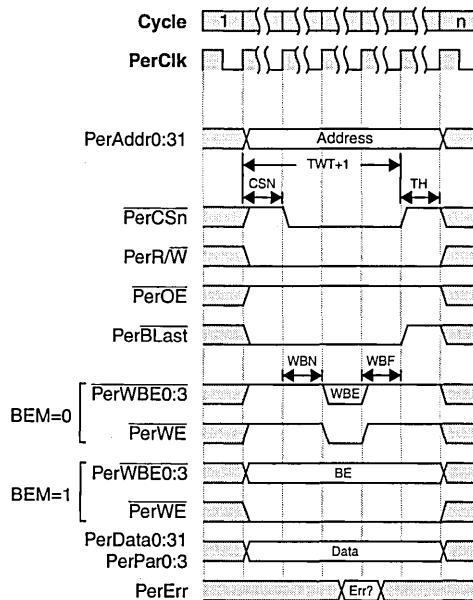 Cycle 1 n
PerClk
PerAddr0:31 Address
TWT+1
CSN TH
PerCSn
PerR/W
PerOE
PerBLast
WBN WBF
PerWBE0:3 WBE
BEM=0
PerWE
PerWBE0:3 BE
BEM=1
PerWE
PerData0:31
PerPar0:3 Data
PerErr Err?